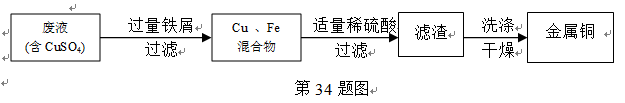 废液
(含 CuSO₄)
过量铁屑
过滤
Cu 、Fe
混合物
适量稀硫酸
过滤
滤渣
洗涤
干燥
金属铜
第 34 题图